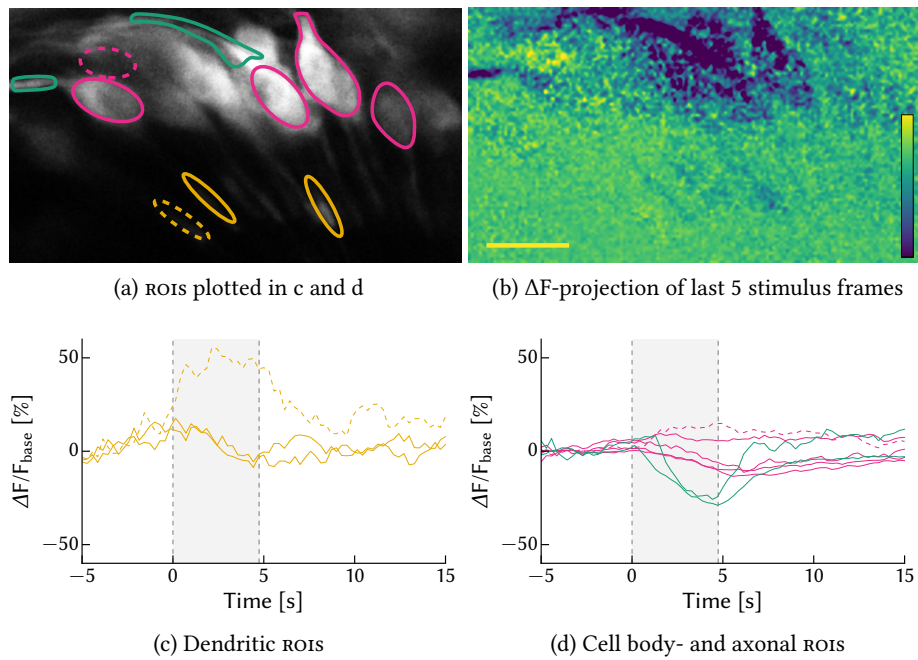 (a) ROIs plotted in c and d
(b) ΔF-projection of last 5 stimulus frames
50
0
−50
ΔF/F_base [%]
−5 0 5 10 15
Time [s]
(c) Dendritic ROIs
50
0
−50
ΔF/F_base [%]
−5 0 5 10 15
Time [s]
(d) Cell body- and axonal ROIs